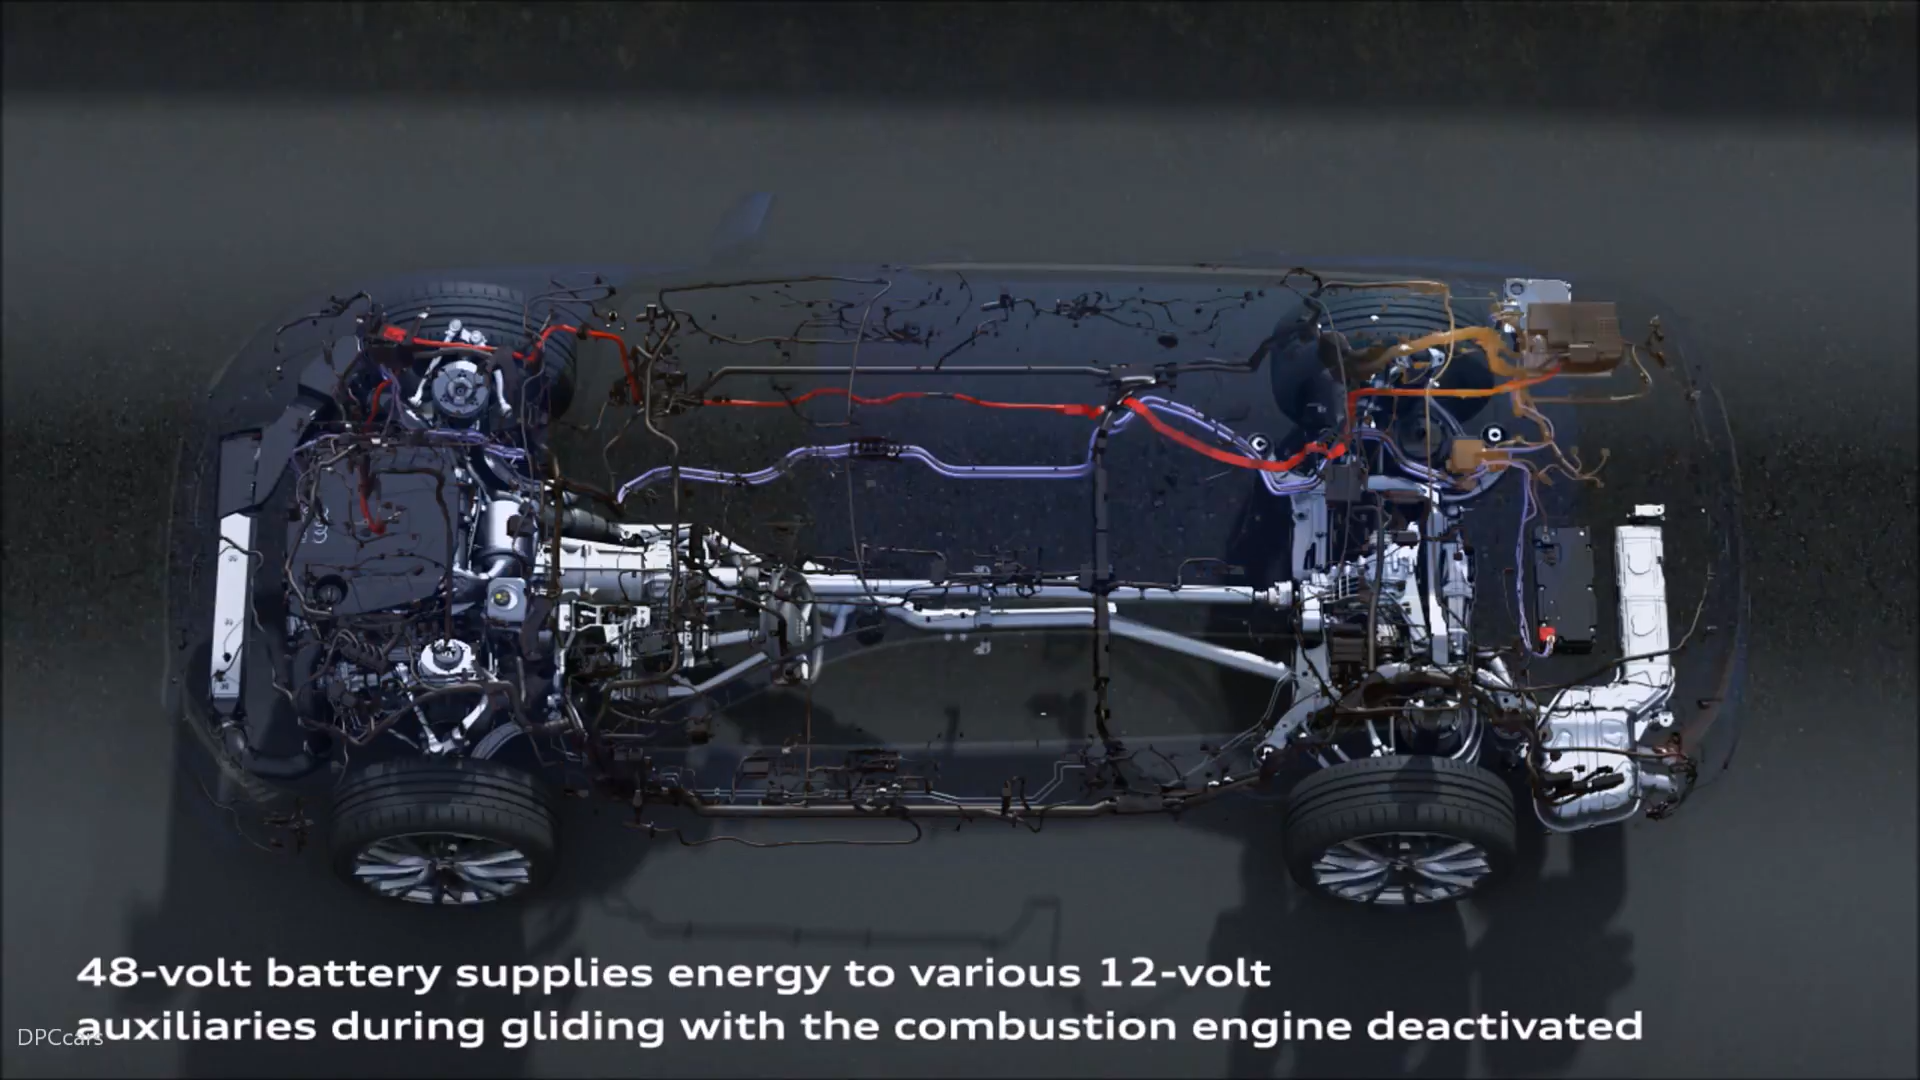 48-volt battery supplies energy to various 12-volt
auxiliaries during gliding with the combustion engine deactivated
DPCcars